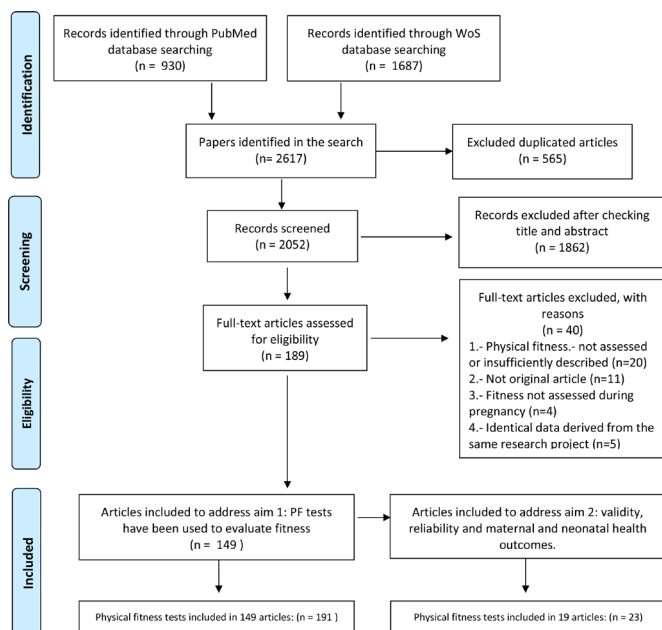 Identification
Records identified through PubMed
database searching
(n = 930)
Records identified through WoS
database searching
(n = 1687)
Papers identified in the search
(n= 2617)
Excluded duplicated articles
(n = 565)
Screening
Records screened
(n = 2052)
Records excluded after checking
title and abstract
(n = 1862)
Eligibility
Full-text articles assessed
for eligibility
(n = 189)
Full-text articles excluded, with
reasons
(n = 40)
1.- Physical fitness.- not assessed
or insufficiently described (n=20)
2.- Not original article (n=11)
3.- Fitness not assessed during
pregnancy (n=4)
4.- Identical data derived from the
same research project (n=5)
Included
Articles included to address aim 1: PF tests
have been used to evaluate fitness
(n = 149 )
Articles included to address aim 2: validity,
reliability and maternal and neonatal health
outcomes.
Physical fitness tests included in 149 articles: (n = 191 )
Physical fitness tests included in 19 articles: (n = 23)